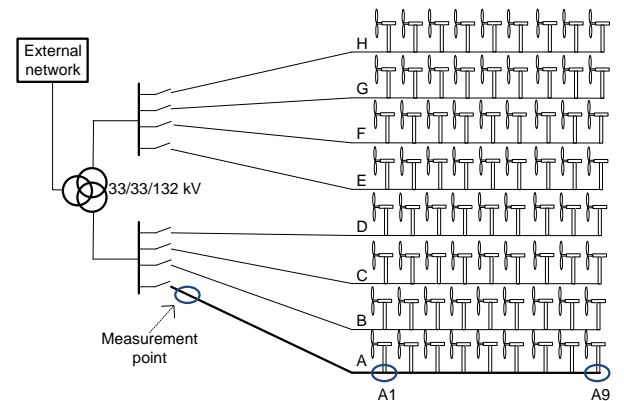 External
network
33/33/132 kV
H
G
F
E
D
C
B
A
Measurement
point
A1
A9